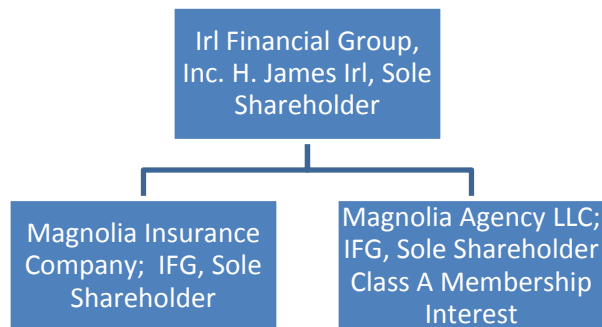 Irl Financial Group,
Inc. H. James Irl, Sole
Shareholder
Magnolia Insurance
Company;  IFG, Sole
Shareholder
Magnolia Agency LLC;
IFG, Sole Shareholder
Class A Membership
Interest